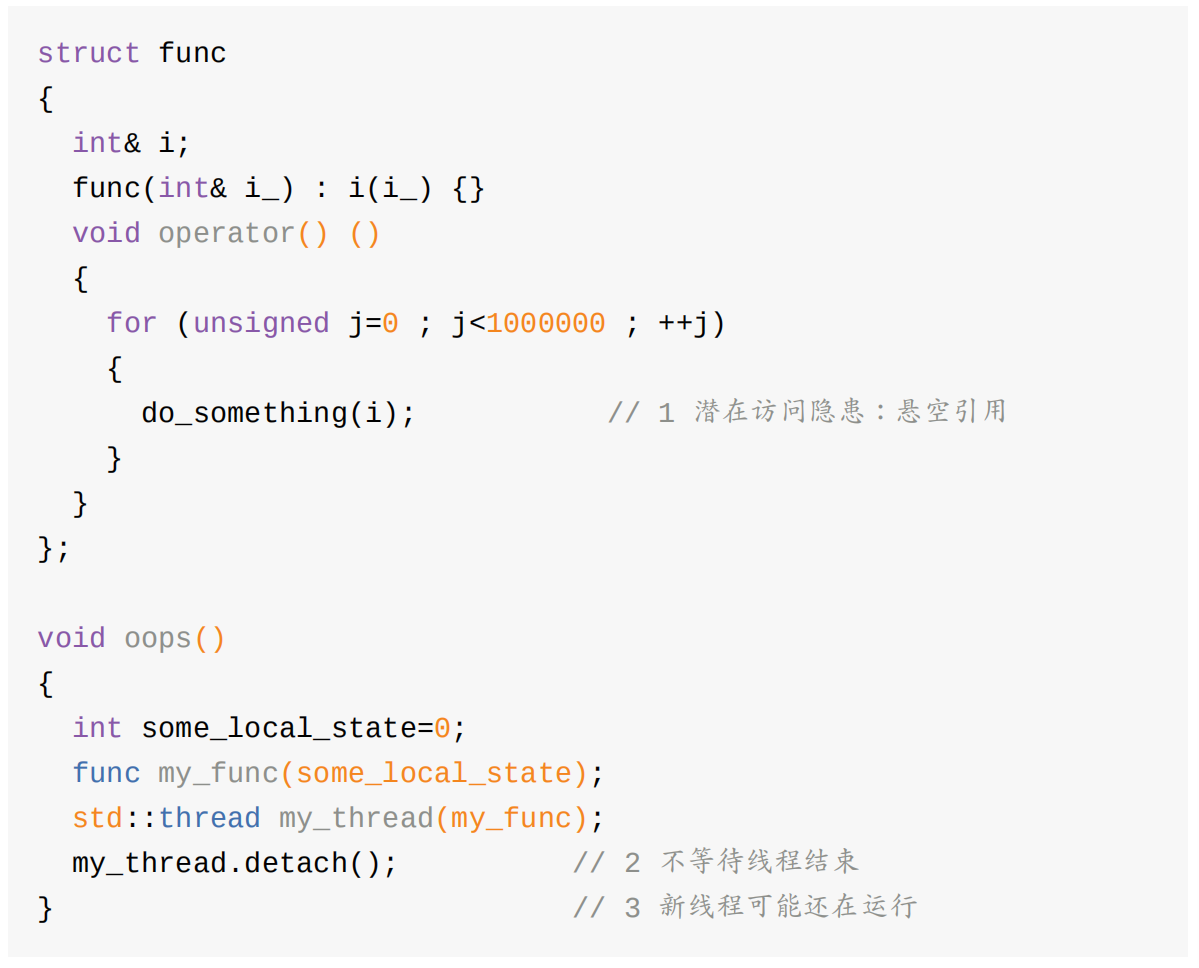 struct func
{
  int& i;
  func(int& i_) : i(i_) {}
  void operator() ()
  {
    for (unsigned j=0 ; j<1000000 ; ++j)
    {
      do_something(i);           // 1 潜在访问隐患：悬空引用
    }
  }
};

void oops()
{
  int some_local_state=0;
  func my_func(some_local_state);
  std::thread my_thread(my_func);
  my_thread.detach();          // 2 不等待线程结束
}                              // 3 新线程可能还在运行